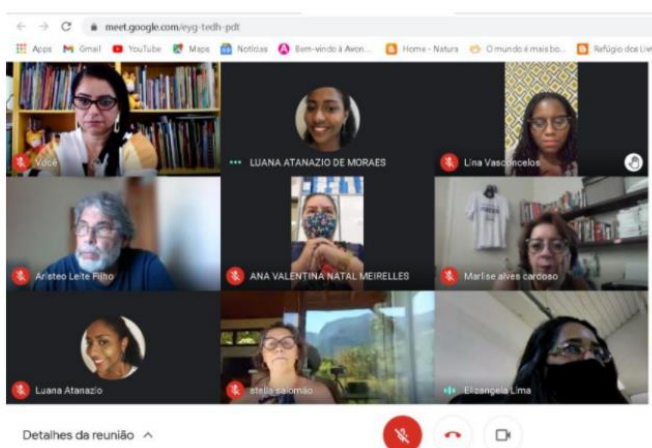 meet.google.com/eyg-tedh-pdt
Apps Gmail YouTube Maps Notícias Bem-vindo à Avon... Home - Natura O mundo é mais bo... Refúgio dos Liv
Você
LUANA ATANAZIO DE MORAES
Lina Vasconcelos
Aristeo Leite Filho
ANA VALENTINA NATAL MEIRELLES
Marlise alves cardoso
Luana Atanazio
stella salomão
Elizangela Lima
Detalhes da reunião